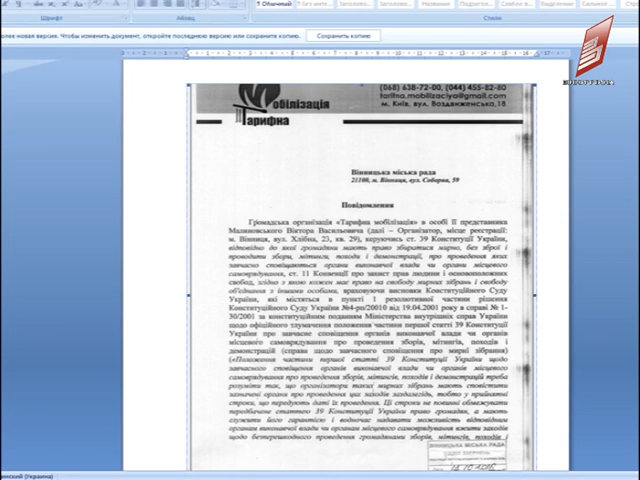 ¶ Обычный
¶ Без инте...
Заголово...
Заголово...
Название
Подзагол...
Слабое в...
Выделение
Сильное ...
Шрифт
Абзац
Стили
олее новая версия. Чтобы изменить документ, откройте последнюю версию или сохраните копию.
Сохранить копию
(068) 638-72-00, (044) 455-82-80
tarifna.mobilizaciya@gmail.com
м. Київ, вул. Воздвиженська,18
Мобілізація
Тарифна
Вінницька міська рада
21100, м. Вінниця, вул. Соборна, 59
Повідомлення
Громадська організація «Тарифна мобілізація» в особі її представника
Маляновського Віктора Васильовича (далі – Організатор, місце реєстрації:
м. Вінниця, вул. Хлібна, 23, кв. 29), керуючись ст. 39 Конституції України,
відповідно до якої громадяни мають право збиратися мирно, без зброї і
проводити збори, мітинги, походи і демонстрації, про проведення яких
завчасно сповіщаються органи виконавчої влади чи органи місцевого
самоврядування, ст. 11 Конвенції про захист прав людини і основоположних
свобод, згідно з якою кожен має право на свободу мирних зібрань і свободу
об'єднання з іншими особами, враховуючи висновки Конституційного Суду
України, які містяться в пункті 1 резолютивної частини рішення
Конституційного Суду України №4-рп/20010 від 19.04.2001 року в справі № 1-
30/2001 за конституційним поданням Міністерства внутрішніх справ України
щодо офіційного тлумачення положення частини першої статті 39 Конституції
України про завчасне сповіщення органів виконавчої влади чи органів
місцевого самоврядування про проведення зборів, мітингів, походів і
демонстрацій (справа щодо завчасного сповіщення про мирні зібрання)
(«Положення частини першої статті 39 Конституції України щодо
завчасного сповіщення органів виконавчої влади чи органів місцевого
самоврядування про проведення зборів, мітингів, походів і демонстрацій треба
розуміти так, що організатори таких мирних зібрань мають сповістити
зазначені органи про проведення цих заходів заздалегідь, тобто у прийнятні
строки, що передують даті їх проведення. Ці строки не повинні обмежувати
передбачене статтею 39 Конституції України право громадян, а мають
служити його гарантією і водночас надавати можливість відповідним
органам виконавчої влади чи органам місцевого самоврядування вжити заходів
щодо безперешкодного проведення громадянами зборів, мітингів, походів і
ВІННИЦЬКА МІСЬКА РАДА
(Украина)